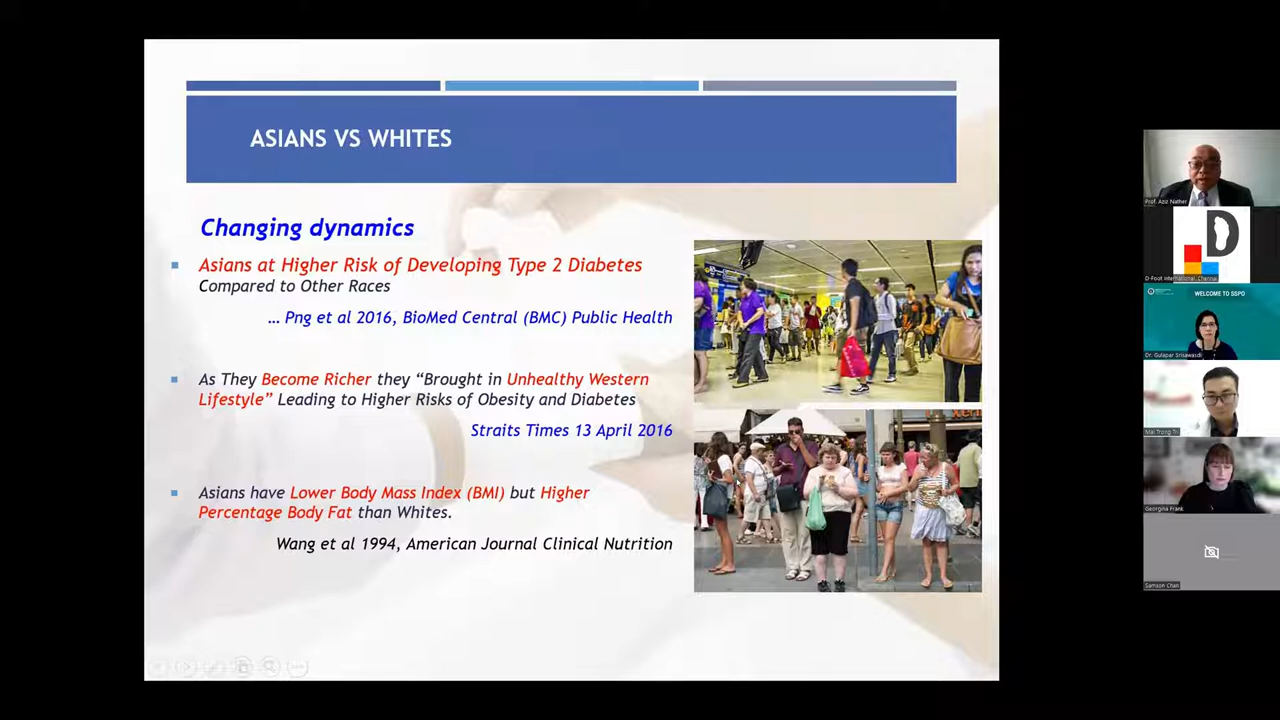 ASIANS VS WHITES
Changing dynamics
Asians at Higher Risk of Developing Type 2 Diabetes
Compared to Other Races
… Png et al 2016, BioMed Central (BMC) Public Health
As They Become Richer they “Brought in Unhealthy Western
Lifestyle” Leading to Higher Risks of Obesity and Diabetes
Straits Times 13 April 2016
Asians have Lower Body Mass Index (BMI) but Higher
Percentage Body Fat than Whites.
Wang et al 1994, American Journal Clinical Nutrition
Prof. Aziz Nather
D
D-Foot International, Chennai
WELCOME TO SSPO
Dr. Gulapar Srisawasdi
Mai Trong Tri
Georgina Frank
Samson Chan